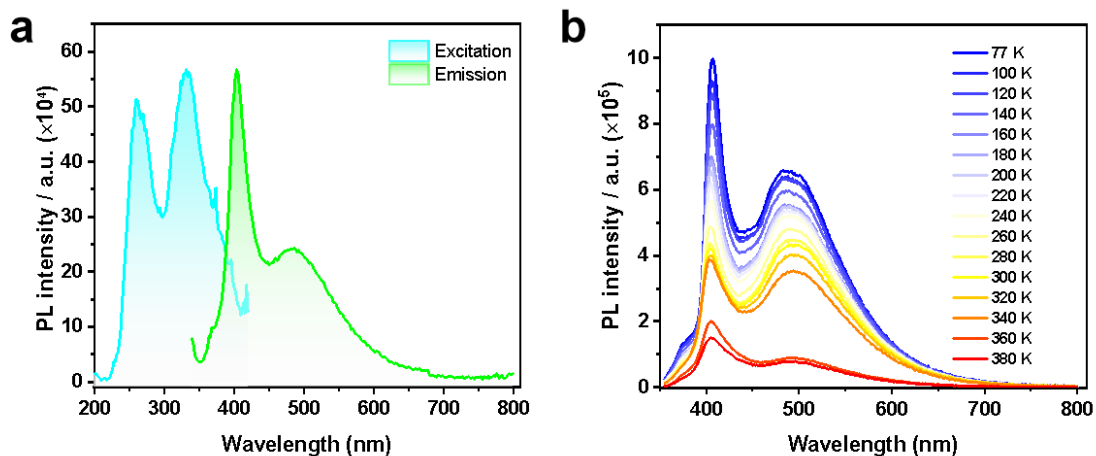 a
PL intensity / a.u. (×10⁴)
60
50
40
30
20
10
0
200 300 400 500 600 700 800
Wavelength (nm)
Excitation
Emission
b
PL intensity / a.u. (×10⁵)
10
8
6
4
2
0
400 500 600 700 800
Wavelength (nm)
77 K
100 K
120 K
140 K
160 K
180 K
200 K
220 K
240 K
260 K
280 K
300 K
320 K
340 K
360 K
380 K